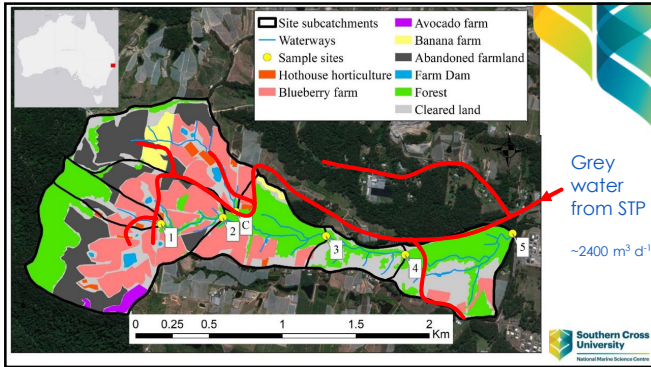 Site subcatchments
Waterways
Sample sites
Hothouse horticulture
Blueberry farm
Avocado farm
Banana farm
Abandoned farmland
Farm Dam
Forest
Cleared land
Grey
water
from STP
~2400 m³ d⁻¹
1
2
C
3
4
5
0 0.25 0.5 1 1.5 2
Km
Southern Cross
University
National Marine Science Centre